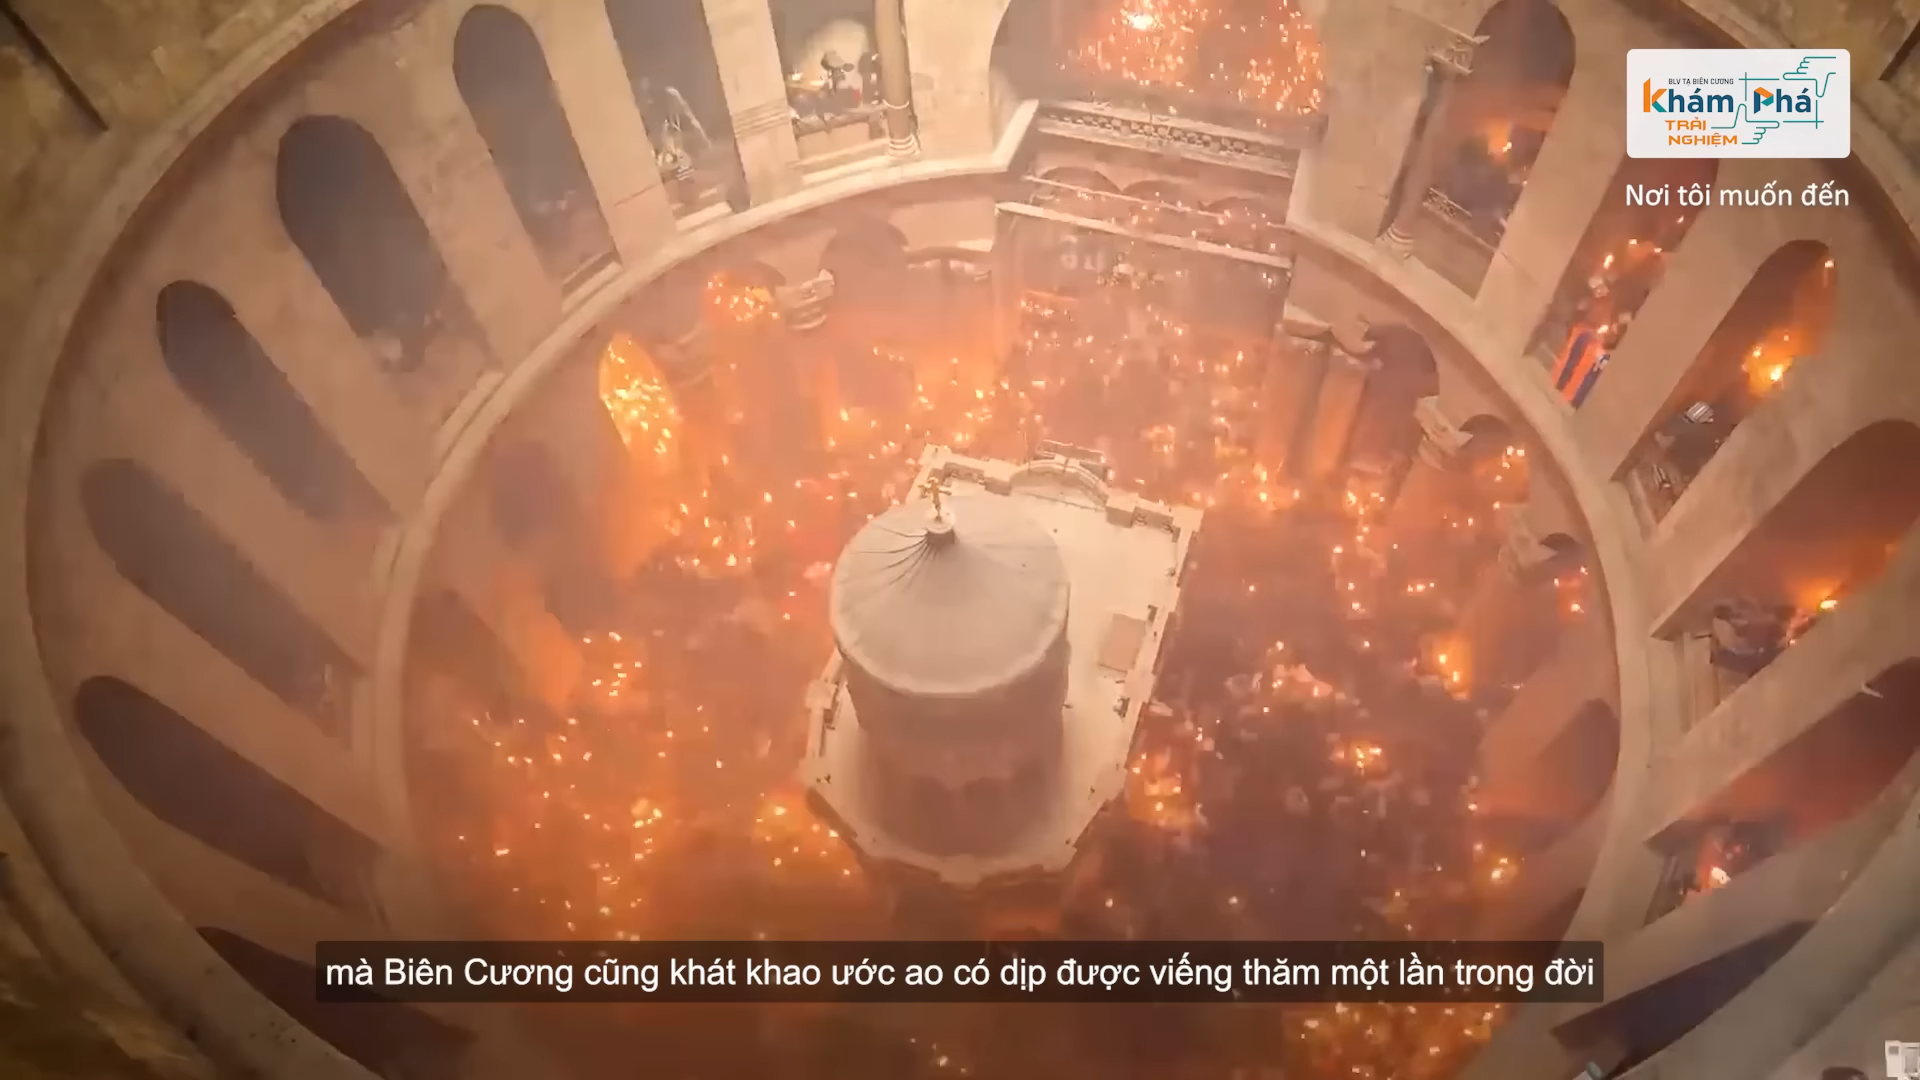 BLV TẠ BIÊN CƯƠNG
Khám Phá
TRẢI
NGHIỆM
Nơi tôi muốn đến
mà Biên Cương cũng khát khao ước ao có dịp được viếng thăm một lần trong đời